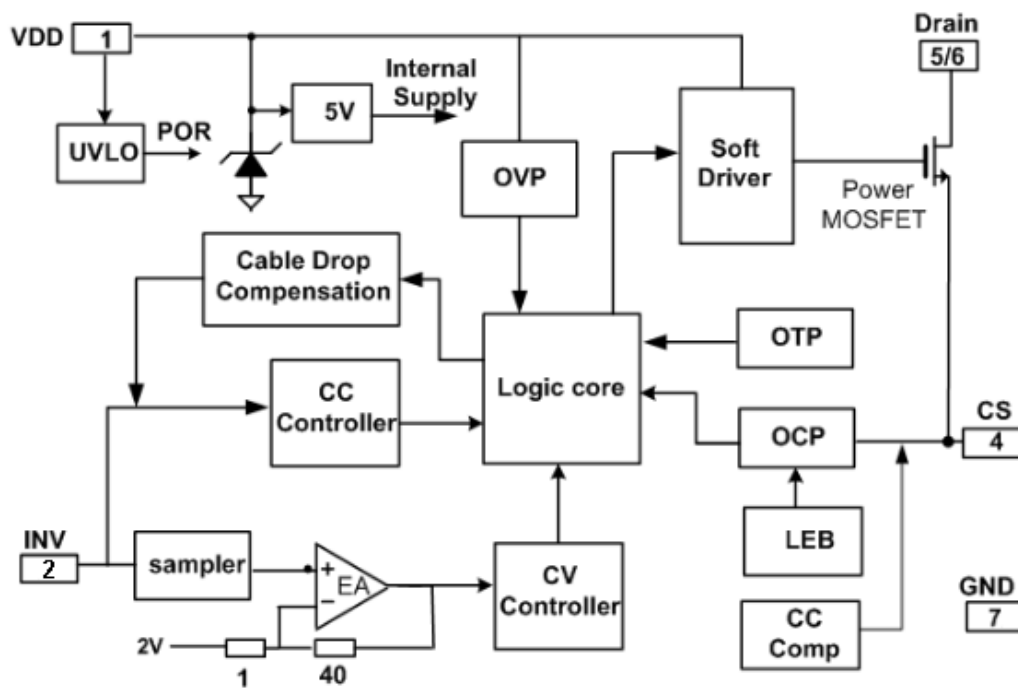 VDD 1
Drain
5/6
Internal
Supply
5V
POR
UVLO
OVP
Soft
Driver
Power
MOSFET
Cable Drop
Compensation
OTP
Logic core
CC
Controller
CS
OCP
4
INV
2
sampler
+
EA
−
LEB
CV
Controller
GND
7
CC
Comp
2V
1
40